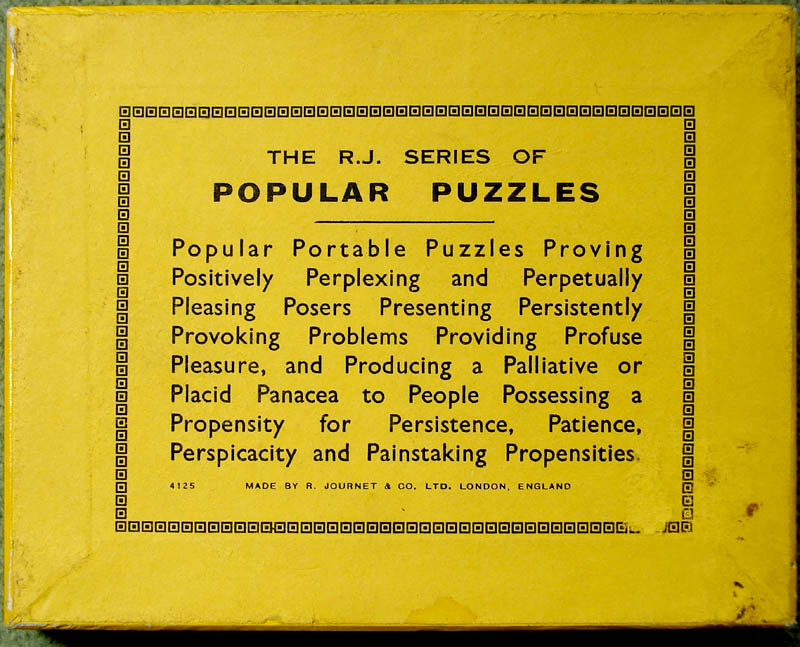 THE R.J. SERIES OF
POPULAR PUZZLES
Popular Portable Puzzles Proving
Positively Perplexing and Perpetually
Pleasing Posers Presenting Persistently
Provoking Problems Providing Profuse
Pleasure, and Producing a Palliative or
Placid Panacea to People Possessing a
Propensity for Persistence, Patience,
Perspicacity and Painstaking Propensities.
4125 MADE BY R. JOURNET & CO. LTD. LONDON, ENGLAND